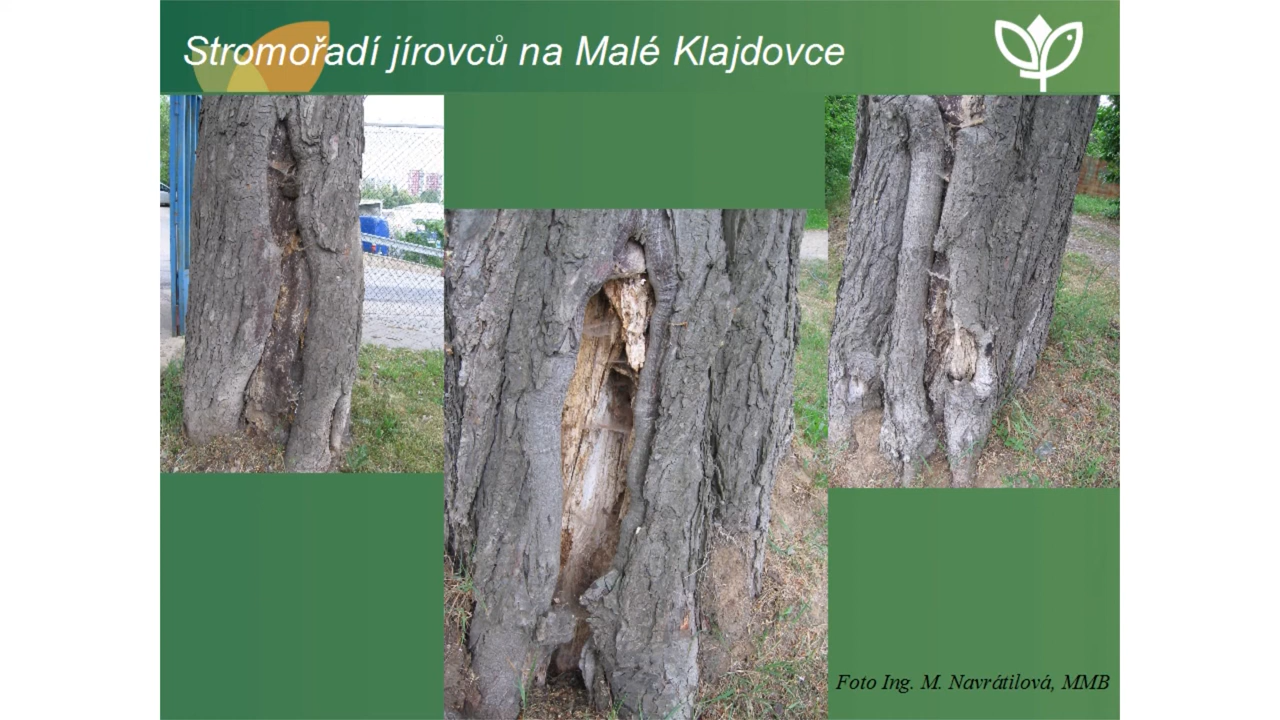 Stromořadí jírovců na Malé Klajdovce
Foto Ing. M. Navrátilová, MMB